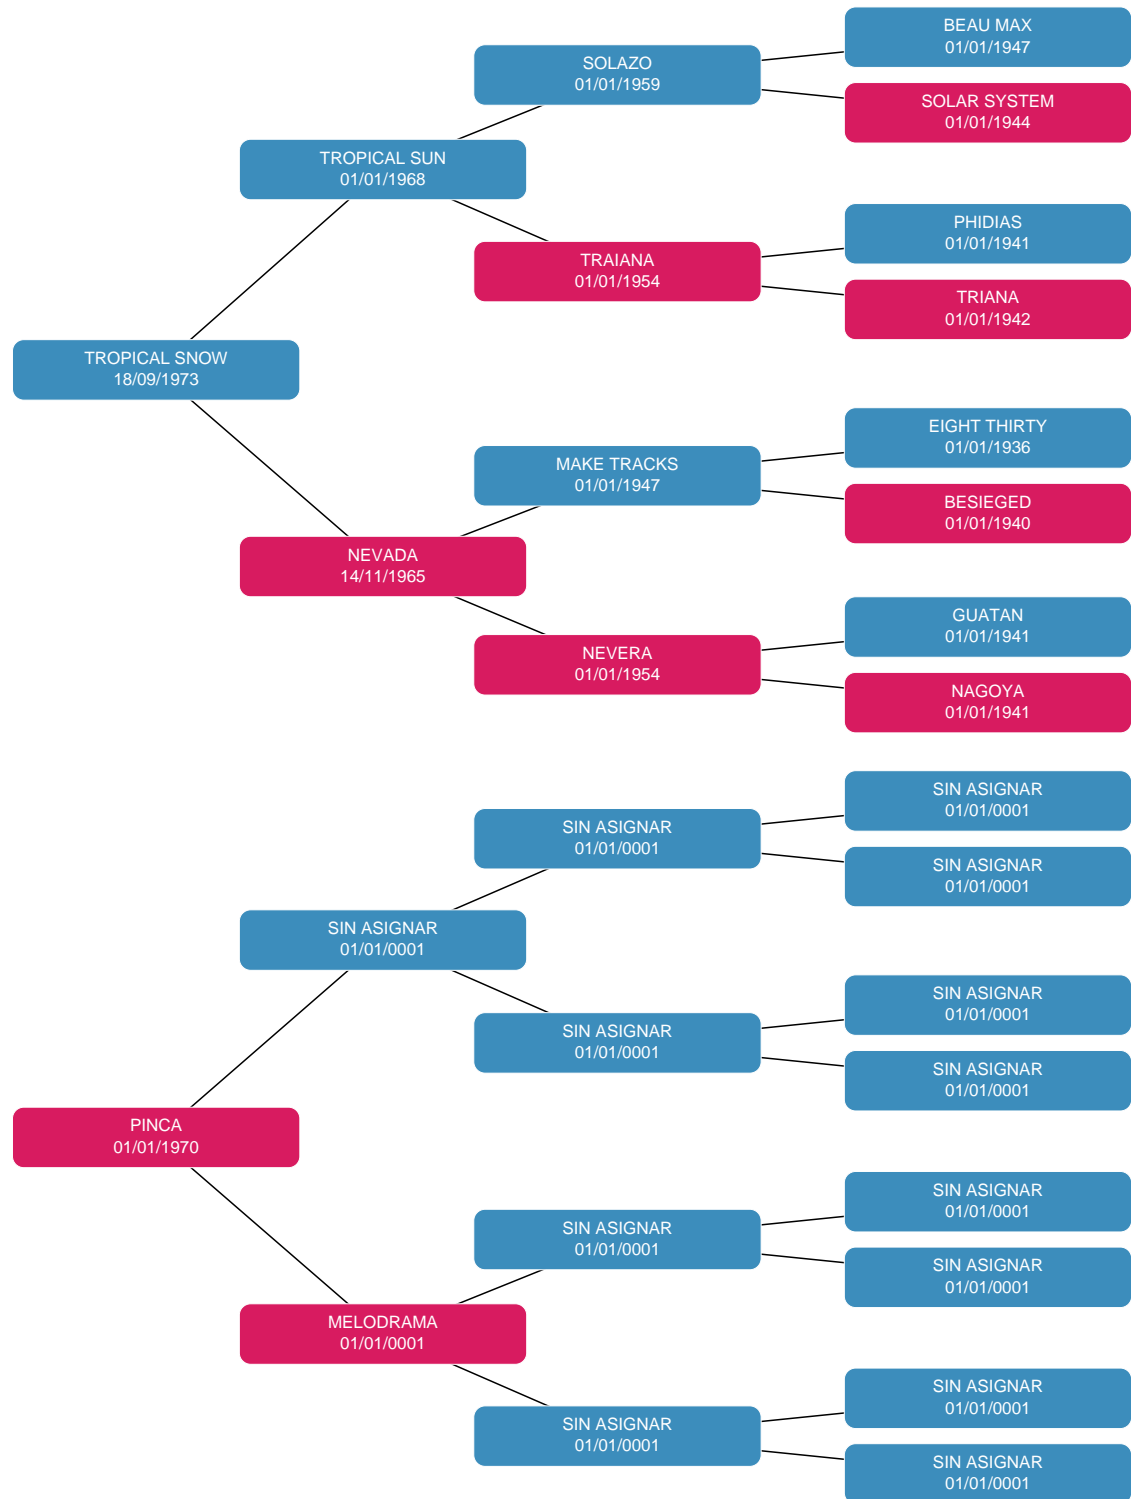 BEAU MAX
01/01/1947
SOLAZO
01/01/1959
SOLAR SYSTEM
01/01/1944
TROPICAL SUN
01/01/1968
PHIDIAS
01/01/1941
TRAIANA
01/01/1954
TRIANA
01/01/1942
TROPICAL SNOW
18/09/1973
EIGHT THIRTY
01/01/1936
MAKE TRACKS
01/01/1947
BESIEGED
01/01/1940
NEVADA
14/11/1965
GUATAN
01/01/1941
NEVERA
01/01/1954
NAGOYA
01/01/1941
SIN ASIGNAR
01/01/0001
SIN ASIGNAR
01/01/0001
SIN ASIGNAR
01/01/0001
SIN ASIGNAR
01/01/0001
SIN ASIGNAR
01/01/0001
SIN ASIGNAR
01/01/0001
SIN ASIGNAR
01/01/0001
PINCA
01/01/1970
SIN ASIGNAR
01/01/0001
SIN ASIGNAR
01/01/0001
SIN ASIGNAR
01/01/0001
MELODRAMA
01/01/0001
SIN ASIGNAR
01/01/0001
SIN ASIGNAR
01/01/0001
SIN ASIGNAR
01/01/0001